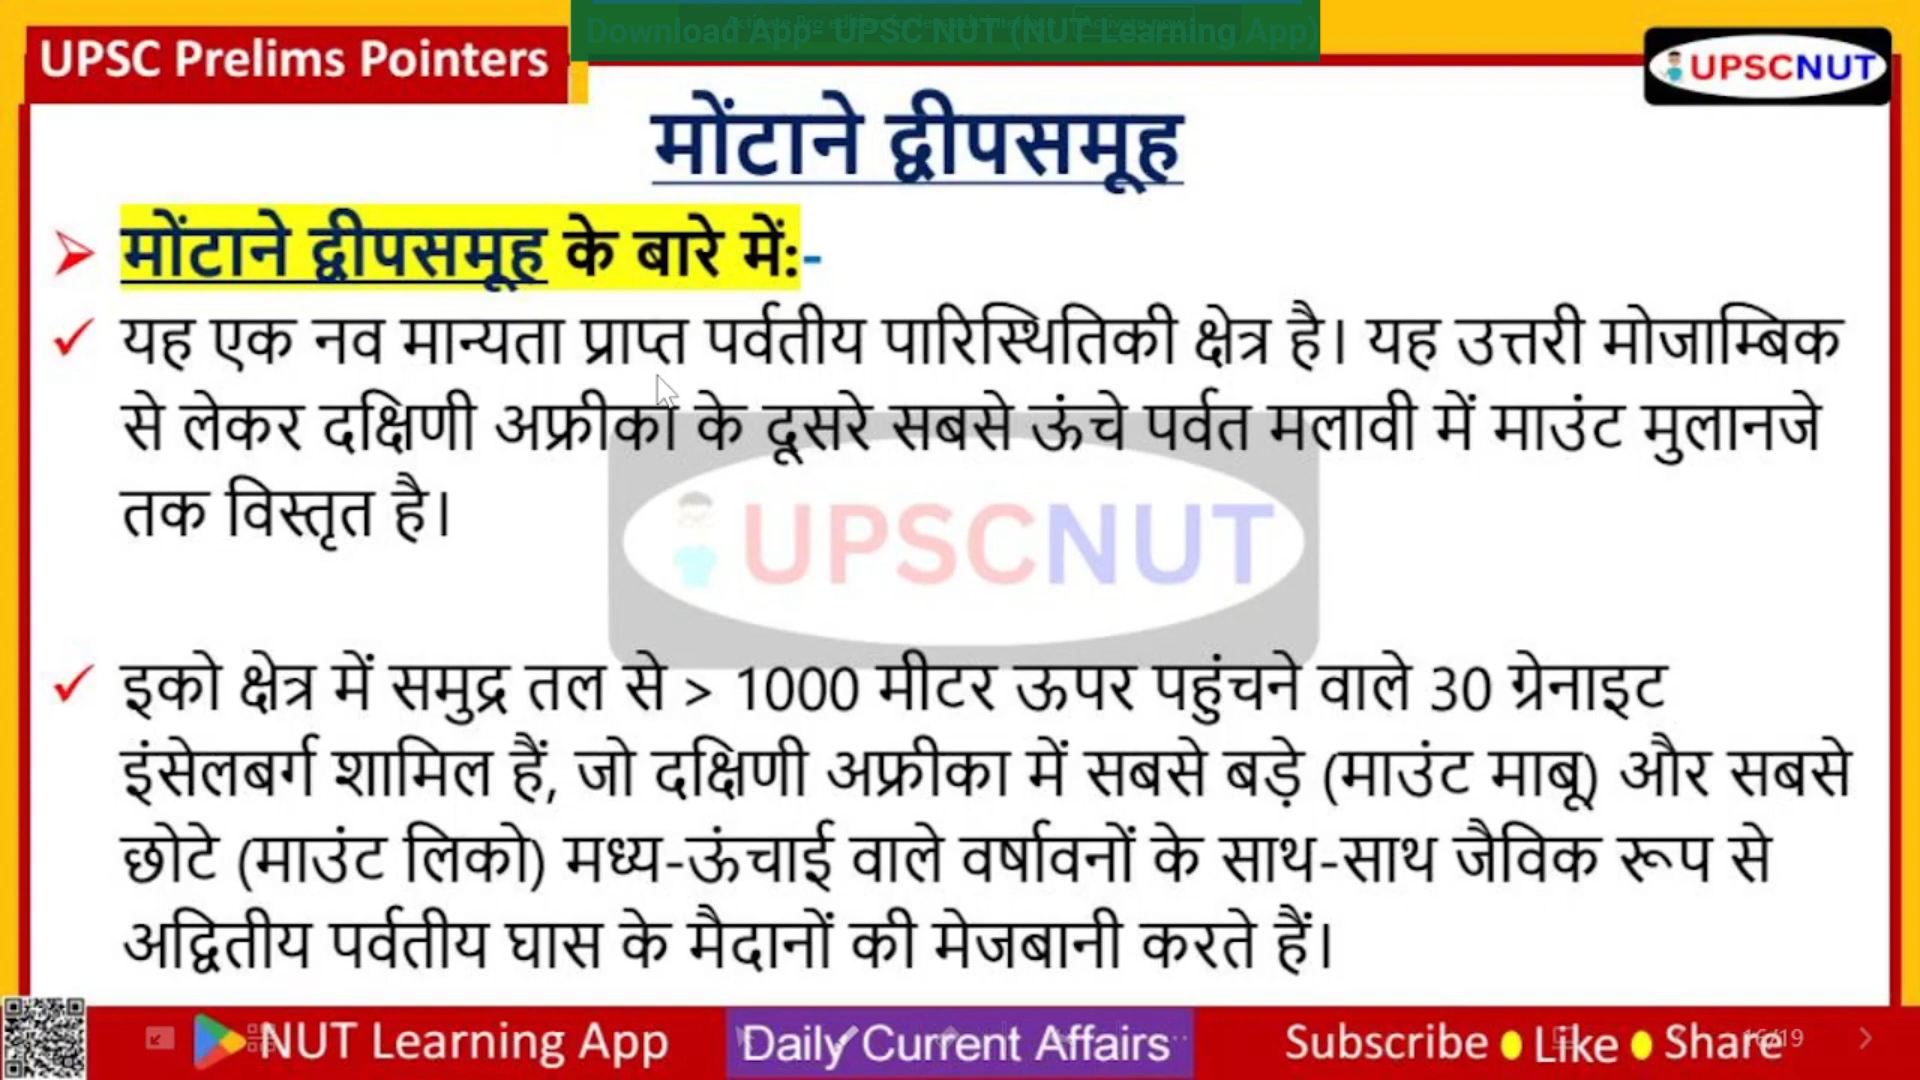 Download App- UPSC NUT (NUT Learning App)
UPSC Prelims Pointers
UPSCNUT
मोंटाने द्वीपसमूह
मोंटाने द्वीपसमूह के बारे में:-
यह एक नव मान्यता प्राप्त पर्वतीय पारिस्थितिकी क्षेत्र है। यह उत्तरी मोजाम्बिक
से लेकर दक्षिणी अफ्रीका के दूसरे सबसे ऊंचे पर्वत मलावी में माउंट मुलानजे
तक विस्तृत है।
UPSCNUT
इको क्षेत्र में समुद्र तल से > 1000 मीटर ऊपर पहुंचने वाले 30 ग्रेनाइट
इंसेलबर्ग शामिल हैं, जो दक्षिणी अफ्रीका में सबसे बड़े (माउंट माबू) और सबसे
छोटे (माउंट लिको) मध्य-ऊंचाई वाले वर्षावनों के साथ-साथ जैविक रूप से
अद्वितीय पर्वतीय घास के मैदानों की मेजबानी करते हैं।
NUT Learning App
Daily Current Affairs
Subscribe Like Share
16/19